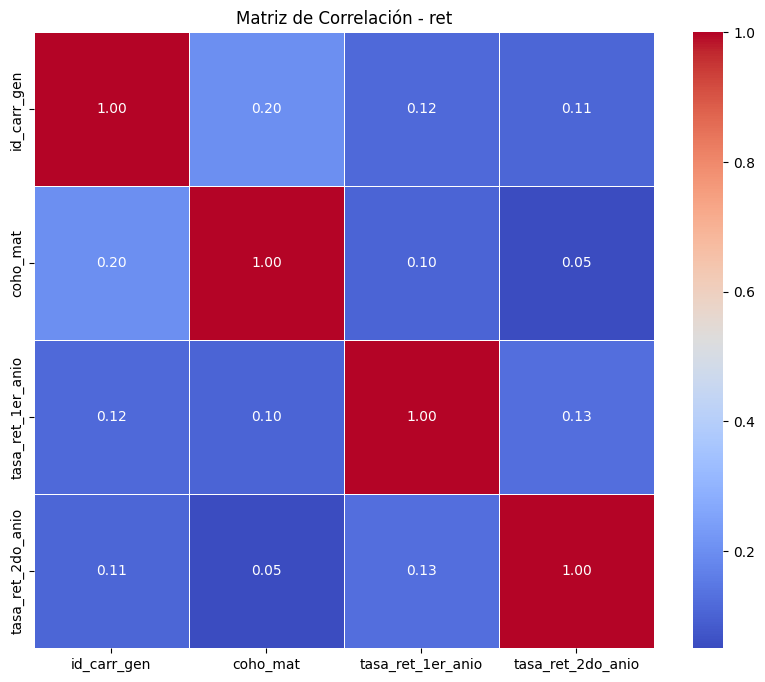 Matriz de Correlación - ret
id_carr_gen
1.00
0.20
0.12
0.11
coho_mat
0.20
1.00
0.10
0.05
tasa_ret_1er_anio
0.12
0.10
1.00
0.13
tasa_ret_2do_anio
0.11
0.05
0.13
1.00
id_carr_gen
coho_mat
tasa_ret_1er_anio
tasa_ret_2do_anio
1.0
0.8
0.6
0.4
0.2